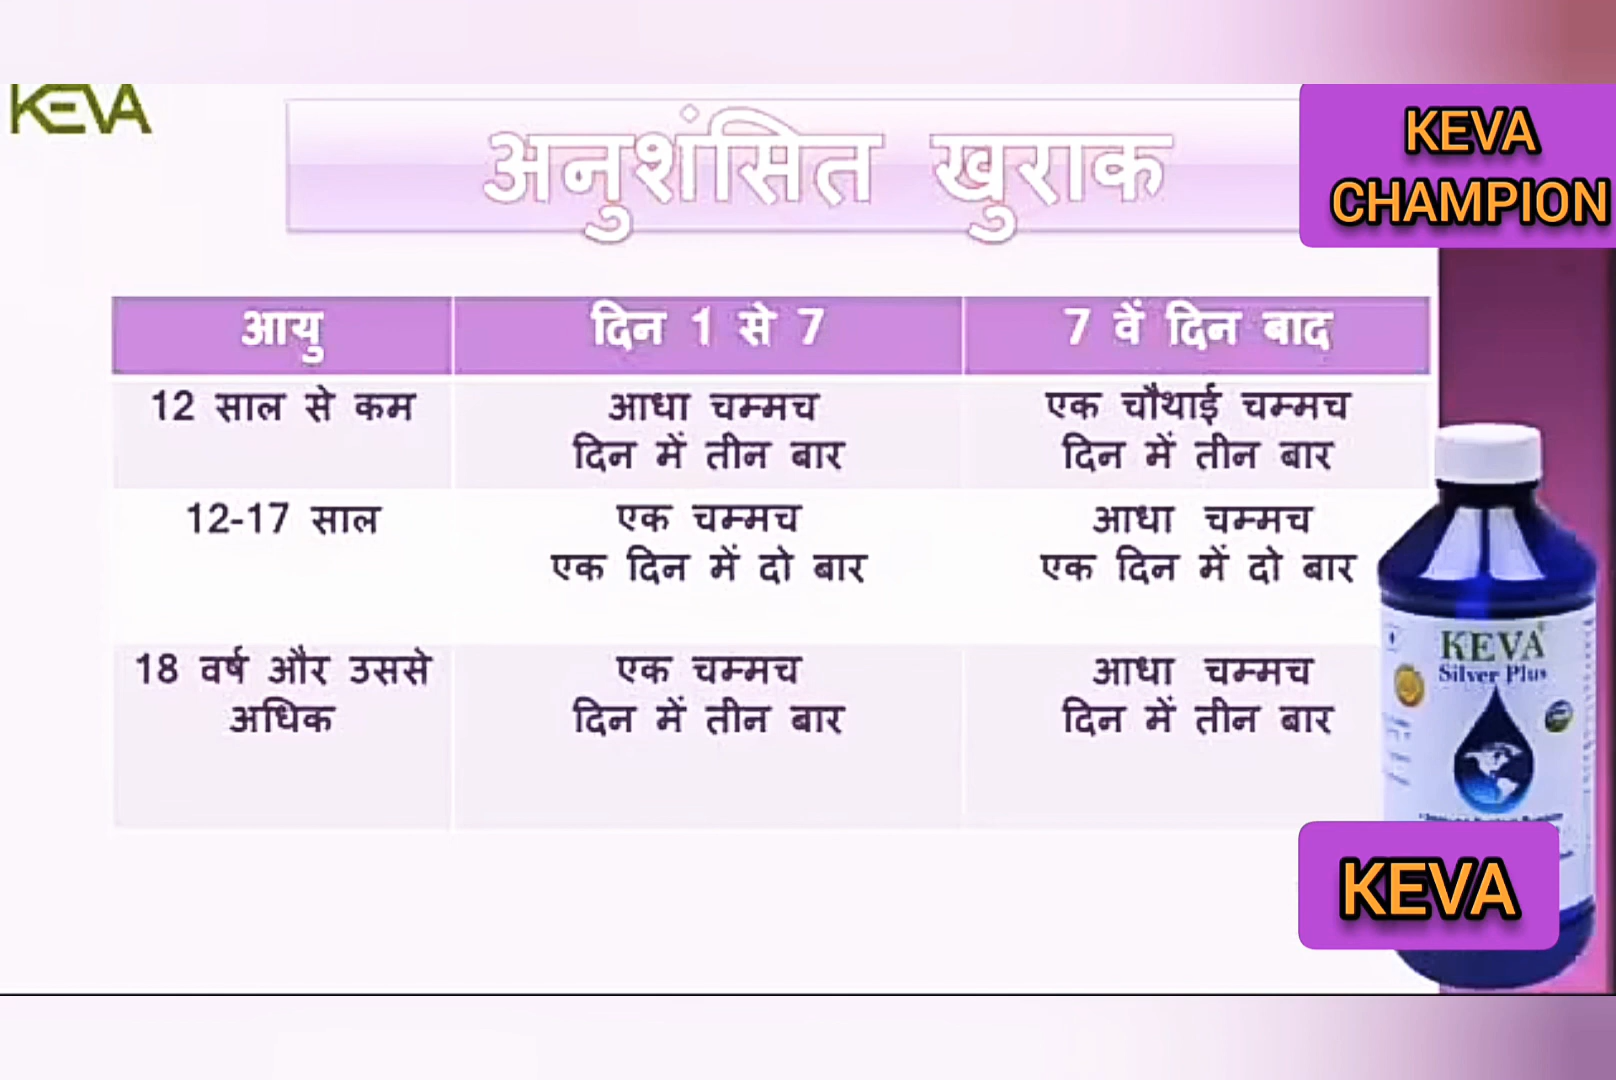 KEVA
अनुशंसित खुराक
KEVA
CHAMPION
आयु
दिन 1 से 7
7 वें दिन बाद
12 साल से कम
आधा चम्मच
दिन में तीन बार
एक चौथाई चम्मच
दिन में तीन बार
12-17 साल
एक चम्मच
एक दिन में दो बार
आधा चम्मच
एक दिन में दो बार
18 वर्ष और उससे
अधिक
एक चम्मच
दिन में तीन बार
आधा चम्मच
दिन में तीन बार
KEVA
Silver Plus
KEVA